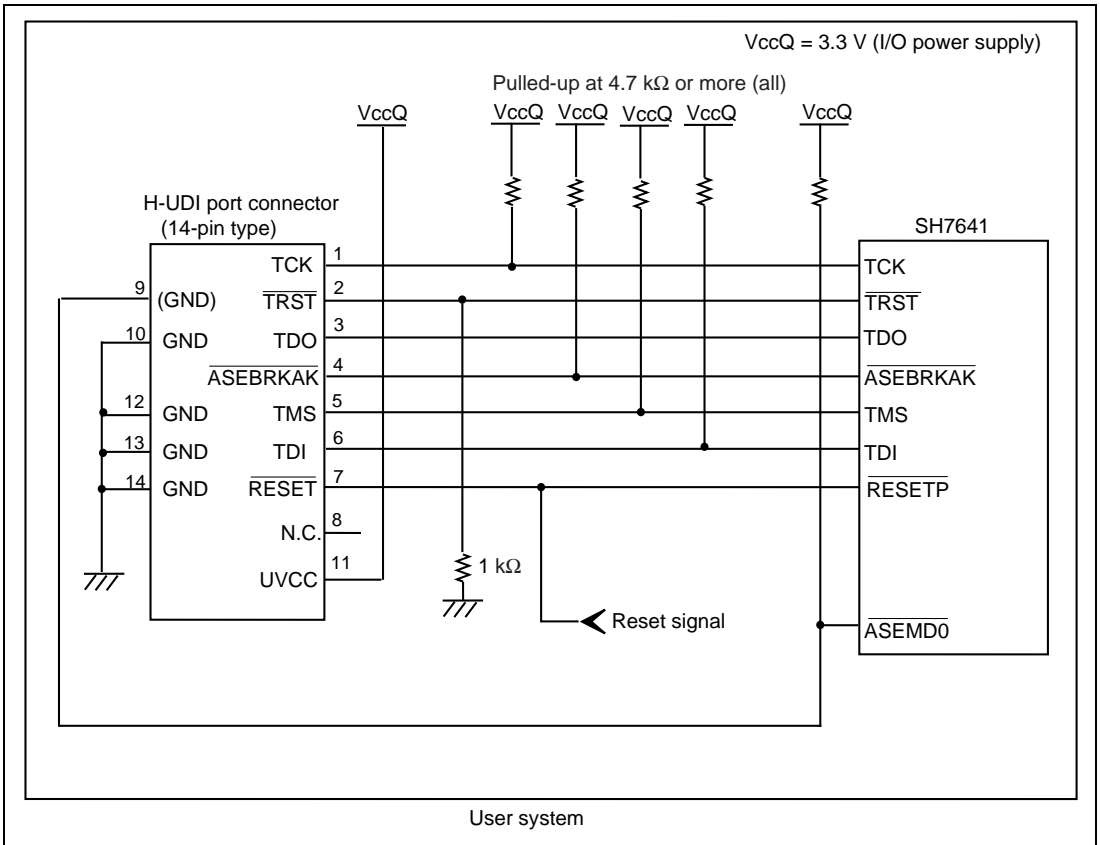 VccQ = 3.3 V (I/O power supply)
Pulled-up at 4.7 kΩ or more (all)
VccQ VccQ VccQ VccQ VccQ VccQ
H-UDI port connector
(14-pin type)
SH7641
TCK 1 TCK
9 (GND) TRST 2 TRST
10 GND TDO 3 TDO
ASEBRKAK 4 ASEBRKAK
12 GND TMS 5 TMS
13 GND TDI 6 TDI
14 GND RESET 7 RESETP
N.C. 8
UVCC 11
1 kΩ
Reset signal
ASEMD0
User system